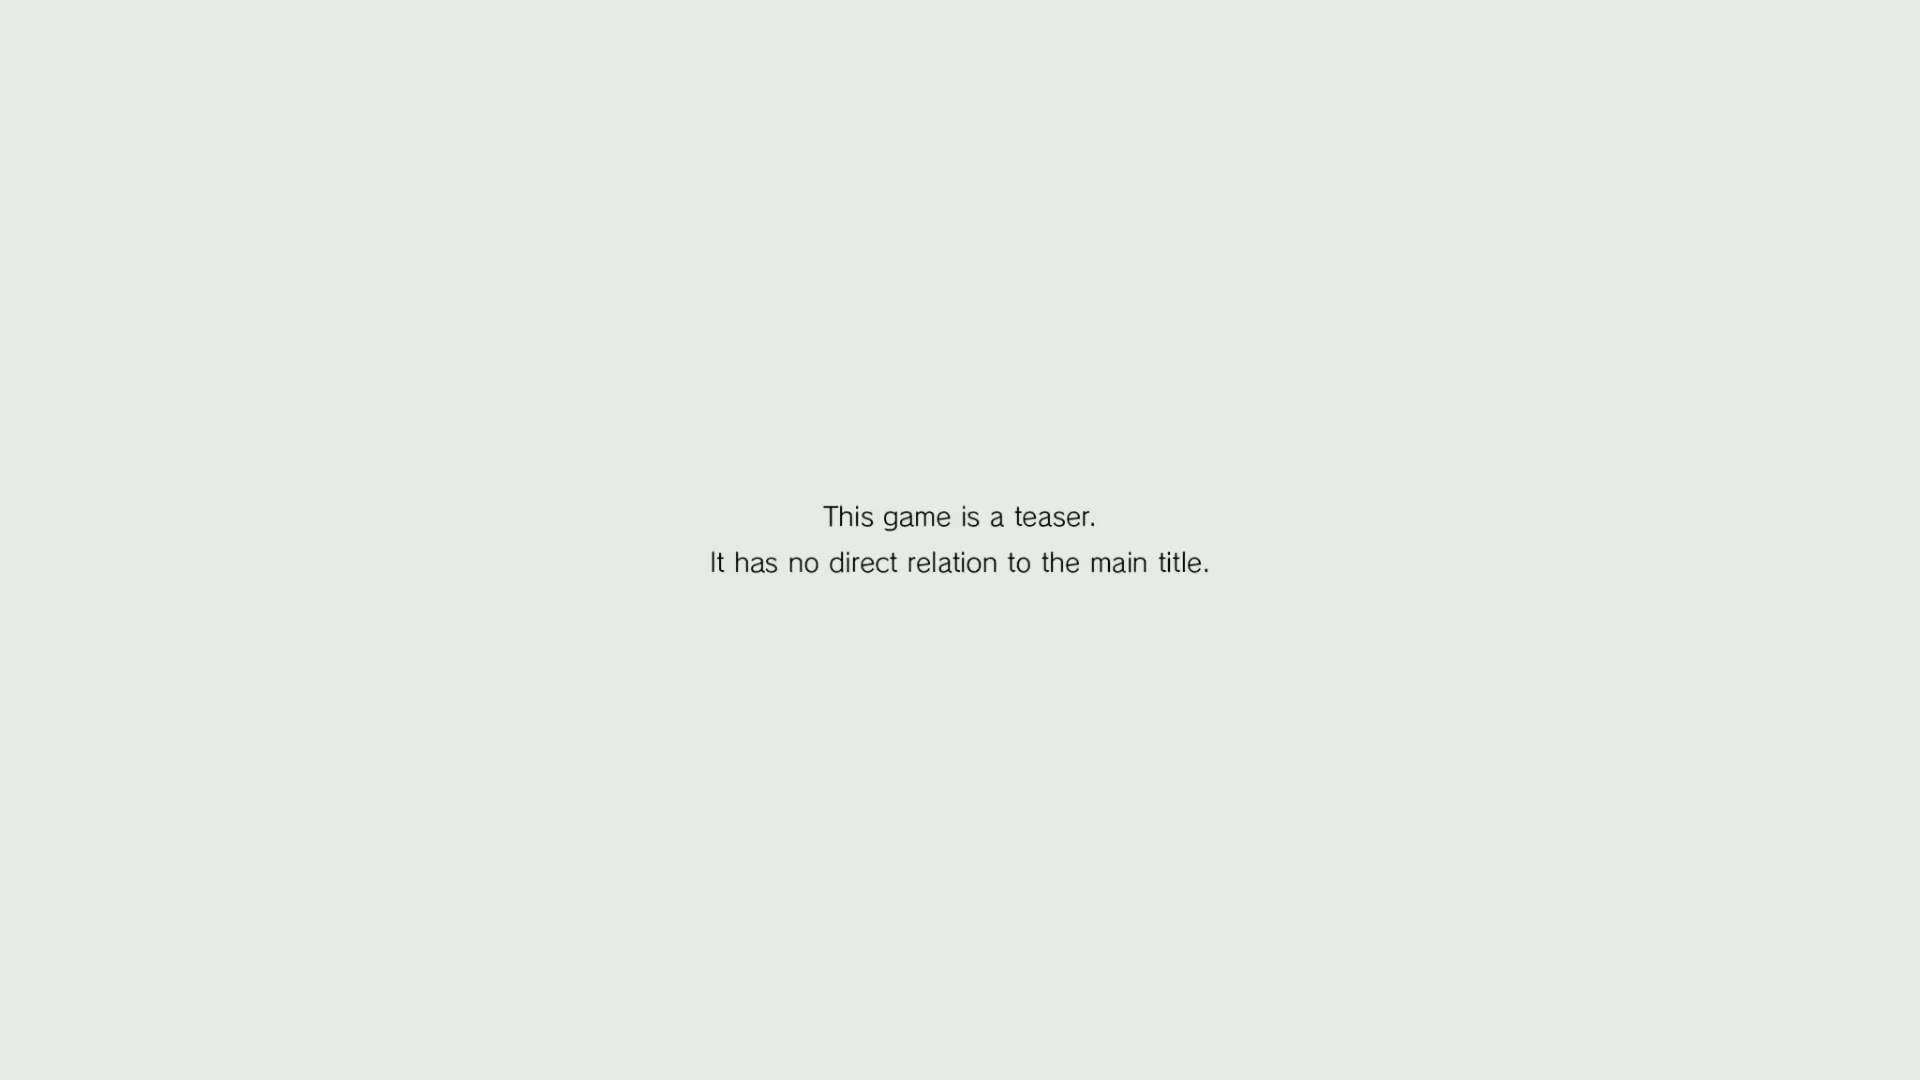 This game is a teaser.
It has no direct relation to the main title.